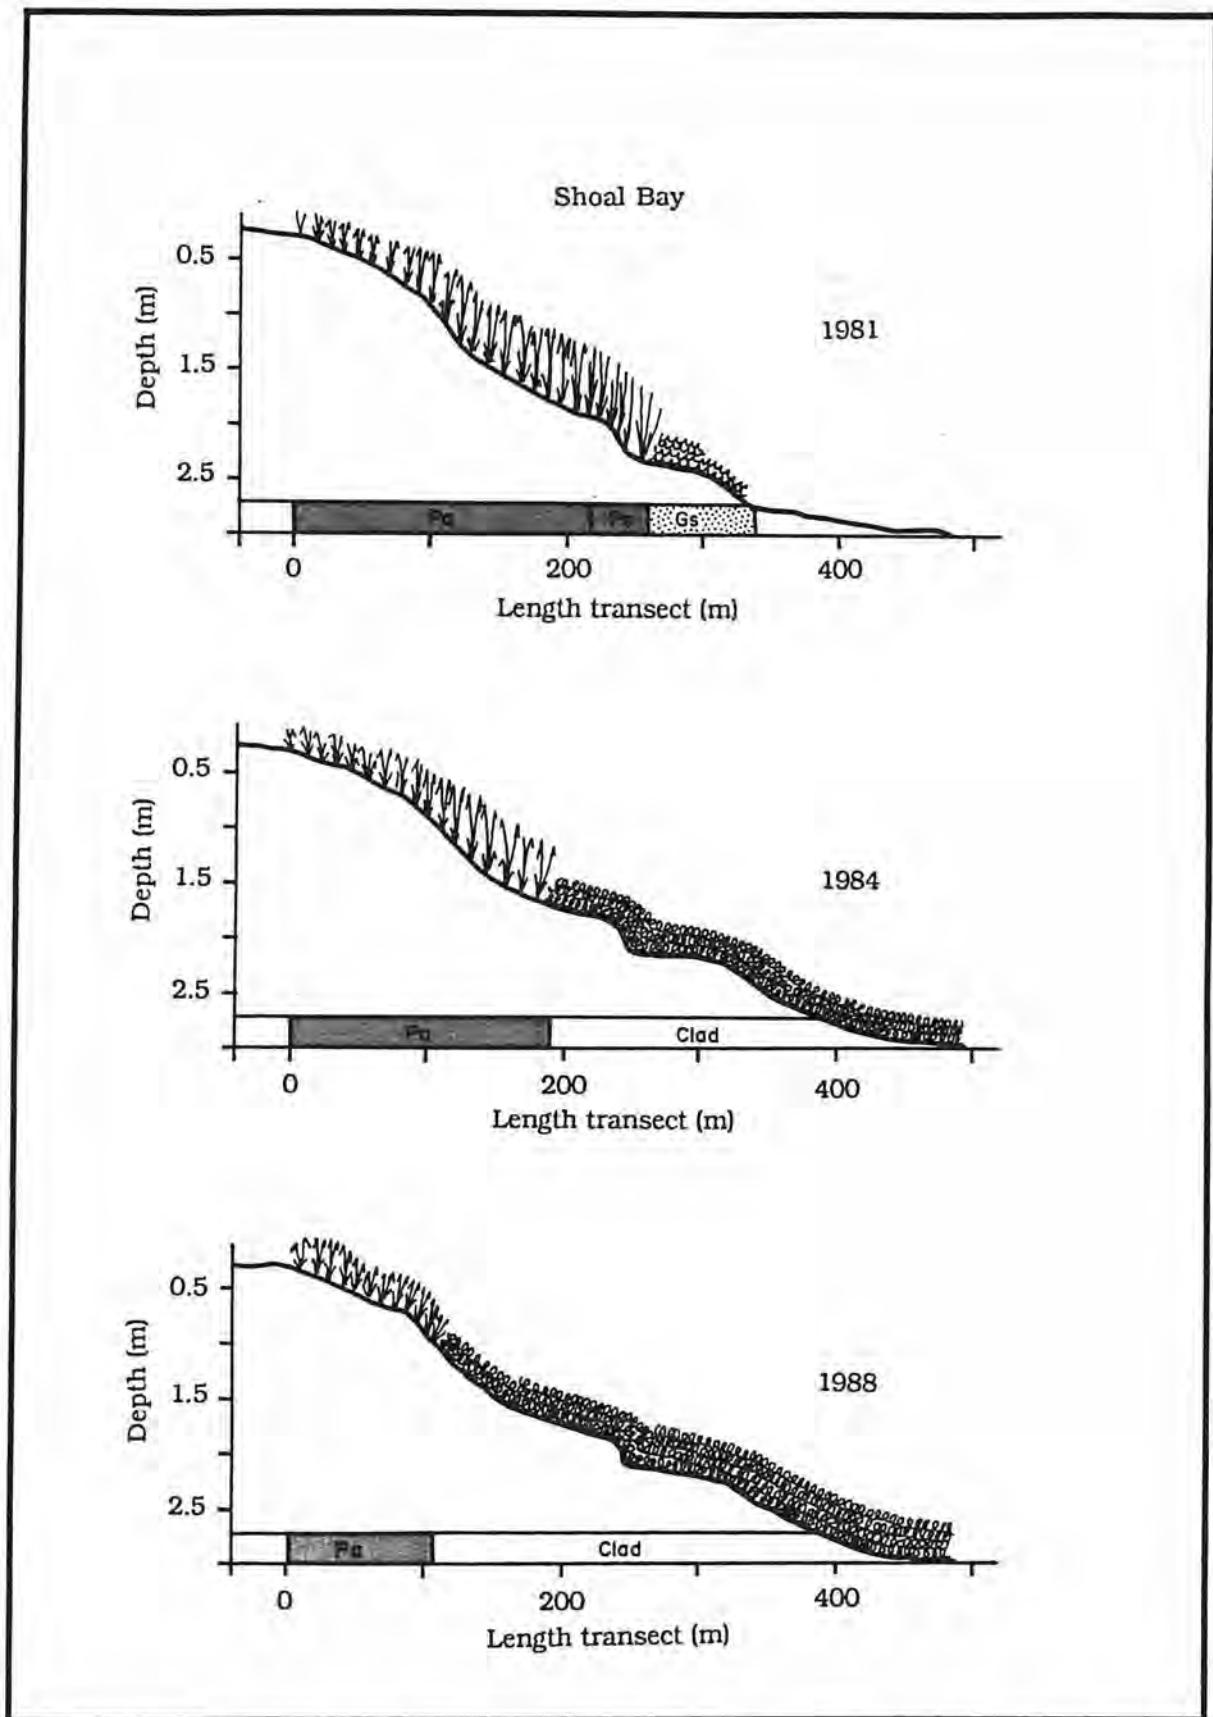 Shoal Bay
1981
Depth (m)
0.5
1.5
2.5
Pa
Ps
Gs
0 200 400
Length transect (m)
1984
Depth (m)
0.5
1.5
2.5
Pa
Clad
0 200 400
Length transect (m)
1988
Depth (m)
0.5
1.5
2.5
Pa
Clad
0 200 400
Length transect (m)